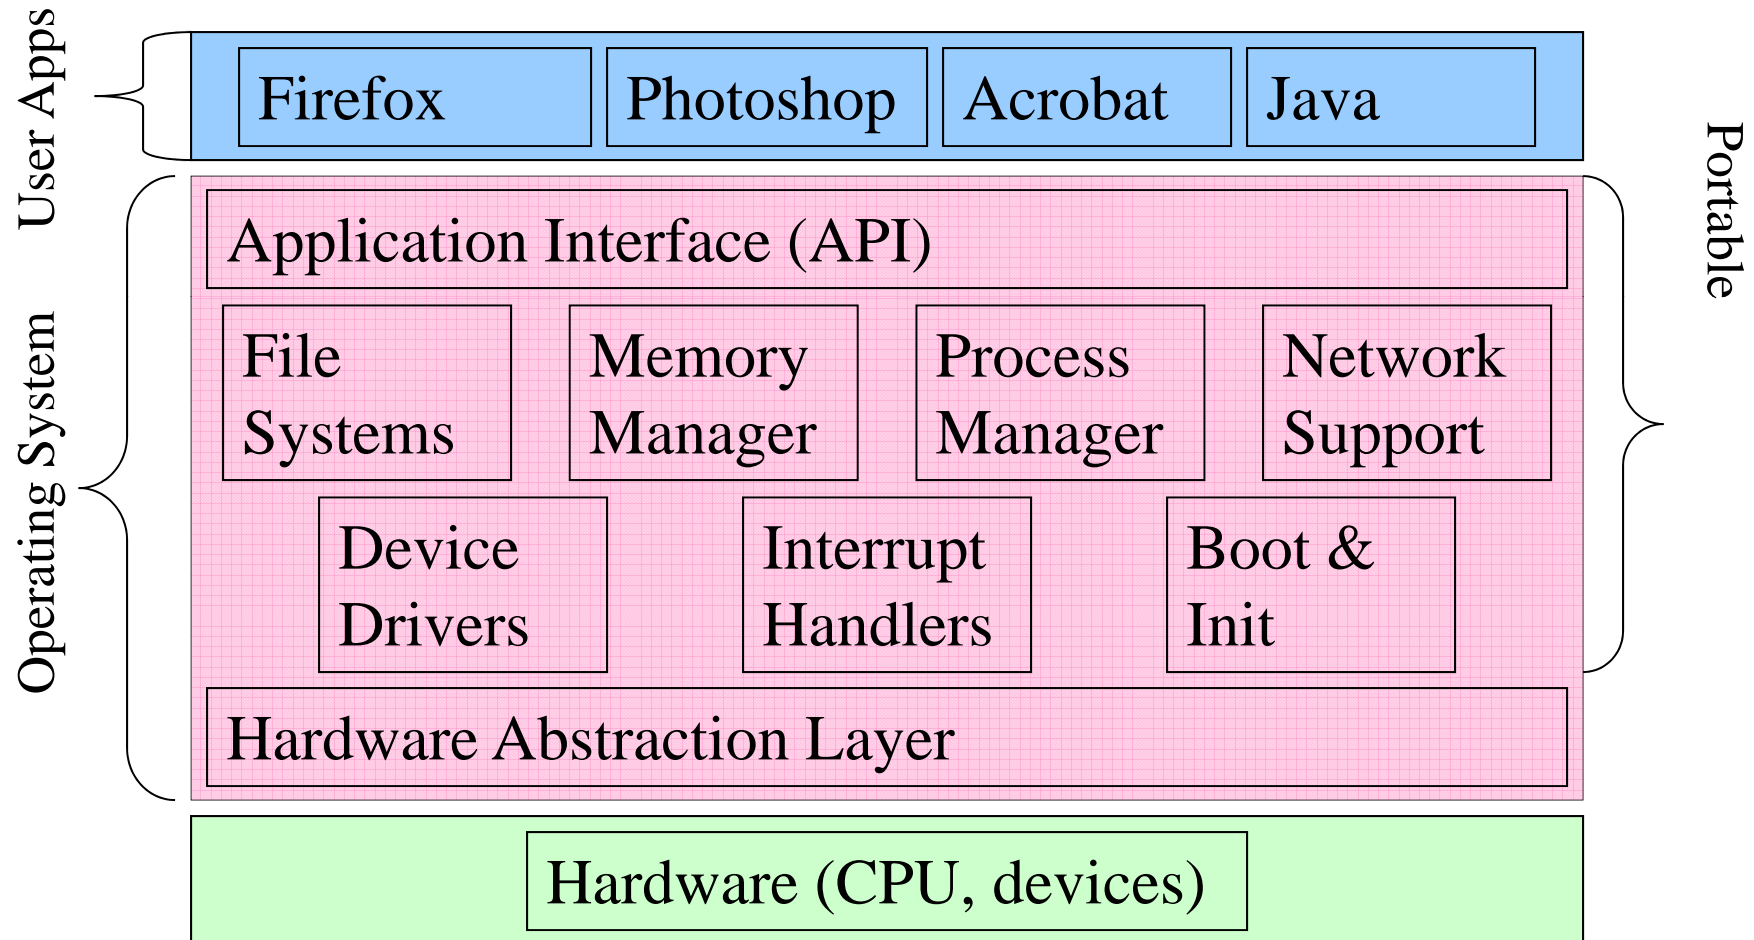 User Apps
Firefox
Photoshop
Acrobat
Java
Portable
Operating System
Application Interface (API)
File
Systems
Memory
Manager
Process
Manager
Network
Support
Device
Drivers
Interrupt
Handlers
Boot &
Init
Hardware Abstraction Layer
Hardware (CPU, devices)